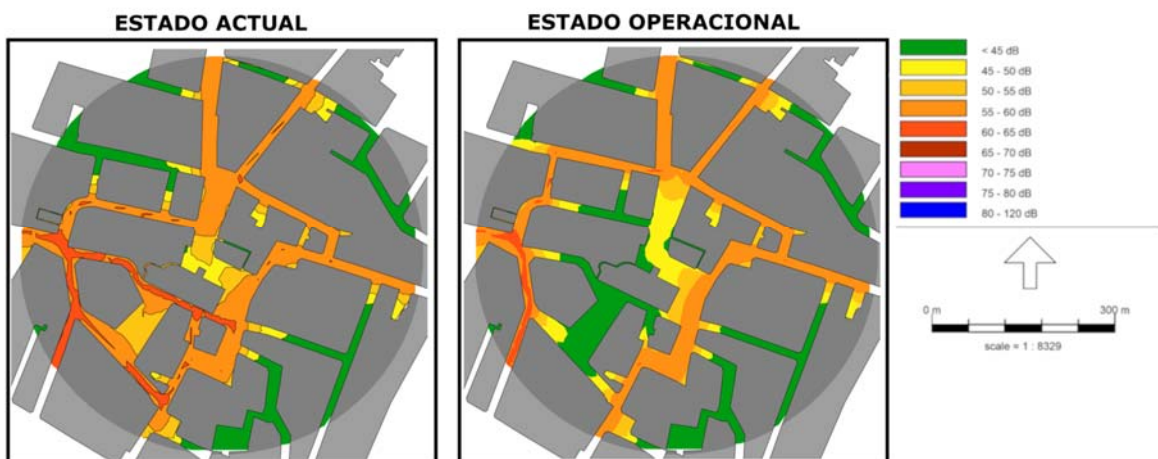 ESTADO ACTUAL
ESTADO OPERACIONAL
< 45 dB
45 - 50 dB
50 - 55 dB
55 - 60 dB
60 - 65 dB
65 - 70 dB
70 - 75 dB
75 - 80 dB
80 - 120 dB
0 m
300 m
scale = 1 : 8329